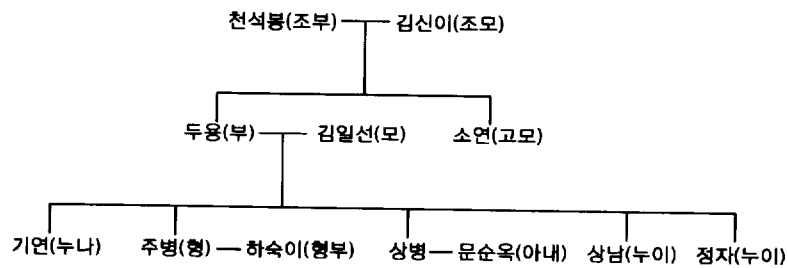 천석봉(조부) 김신이(조모)
두용(부) 김일선(모) 소연(고모)
기연(누나) 주병(형) 하숙이(형부) 상병 문순옥(아내) 상남(누이) 정자(누이)